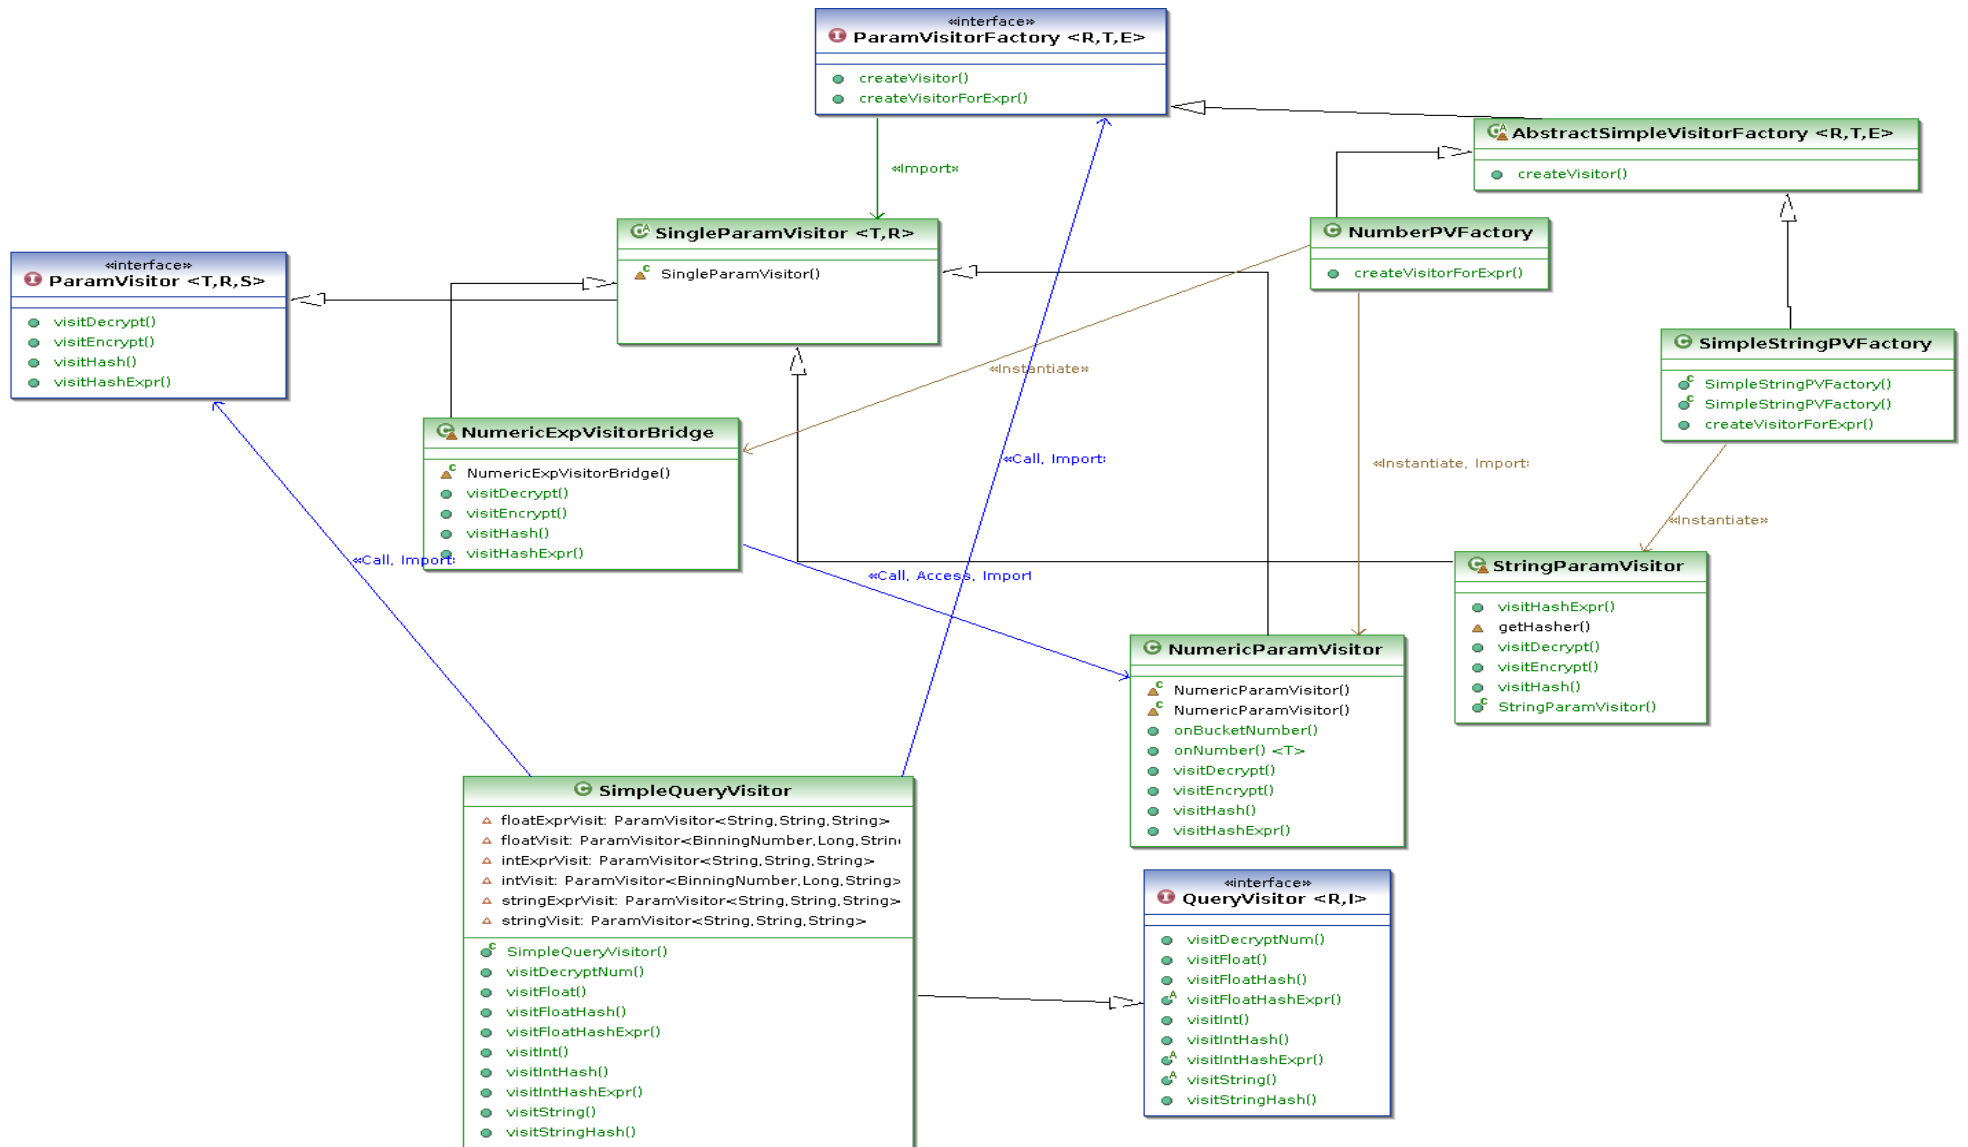 «interface»
ParamVisitorFactory <R,T,E>
createVisitor()
createVisitorForExpr()
AbstractSimpleVisitorFactory <R,T,E>
createVisitor()
«Import»
SingleParamVisitor <T,R>
SingleParamVisitor()
NumberPVFactory
createVisitorForExpr()
«interface»
ParamVisitor <T,R,S>
visitDecrypt()
visitEncrypt()
visitHash()
visitHashExpr()
SimpleStringPVFactory
SimpleStringPVFactory()
SimpleStringPVFactory()
createVisitorForExpr()
«Instantiate»
NumericExpVisitorBridge
NumericExpVisitorBridge()
visitDecrypt()
visitEncrypt()
visitHash()
visitHashExpr()
«Call, Import»
«Instantiate, Import»
«Instantiate»
«Call, Import»
«Call, Access, Import
StringParamVisitor
visitHashExpr()
getHasher()
visitDecrypt()
visitEncrypt()
visitHash()
StringParamVisitor()
NumericParamVisitor
NumericParamVisitor()
NumericParamVisitor()
onBucketNumber()
onNumber() <T>
visitDecrypt()
visitEncrypt()
visitHash()
visitHashExpr()
SimpleQueryVisitor
floatExprVisit: ParamVisitor<String,String,String>
floatVisit: ParamVisitor<BinningNumber,Long,Strin
intExprVisit: ParamVisitor<String,String,String>
intVisit: ParamVisitor<BinningNumber,Long,String>
stringExprVisit: ParamVisitor<String,String,String>
stringVisit: ParamVisitor<String,String,String>
SimpleQueryVisitor()
visitDecryptNum()
visitFloat()
visitFloatHash()
visitFloatHashExpr()
visitInt()
visitIntHash()
visitIntHashExpr()
visitString()
visitStringHash()
«interface»
QueryVisitor <R,I>
visitDecryptNum()
visitFloat()
visitFloatHash()
visitFloatHashExpr()
visitInt()
visitIntHash()
visitIntHashExpr()
visitString()
visitStringHash()